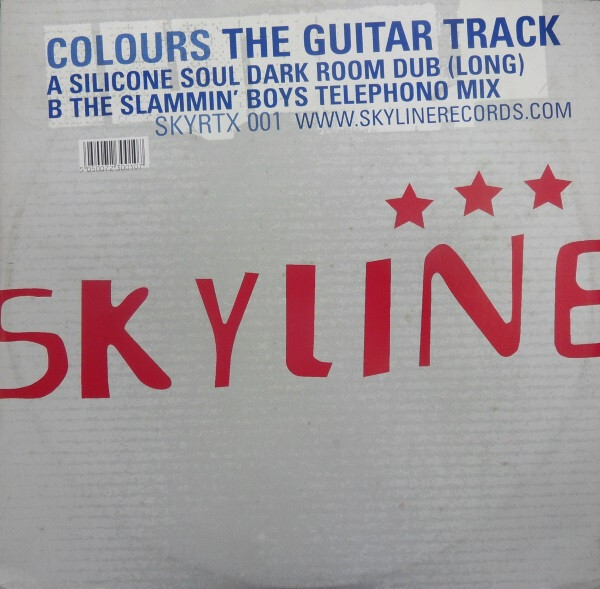 COLOURS THE GUITAR TRACK
A SILICONE SOUL DARK ROOM DUB (LONG)
B THE SLAMMIN' BOYS TELEPHONO MIX
SKYRTX 001 WWW.SKYLINERECORDS.COM
SKYLINE